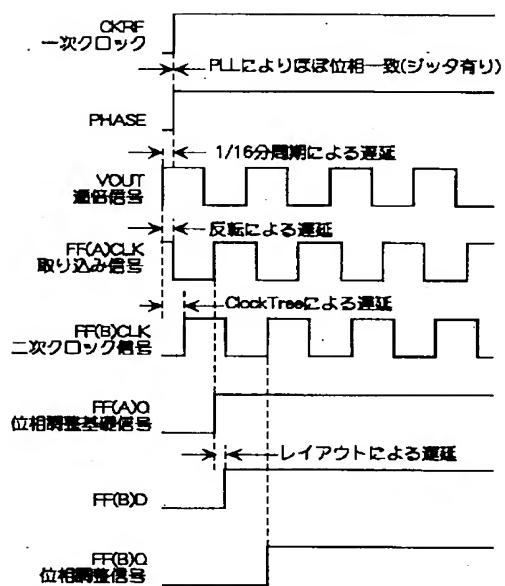 CKRF
一次クロック
PLLによりほぼ位相一致(ジッタ有り)
PHASE
1/16分周期による遅延
VOUT
逓倍信号
反転による遅延
FF(A)CLK
取り込み信号
ClockTreeによる遅延
FF(B)CLK
二次クロック信号
FF(A)Q
位相調整基礎信号
レイアウトによる遅延
FF(B)D
FF(B)Q
位相調整信号